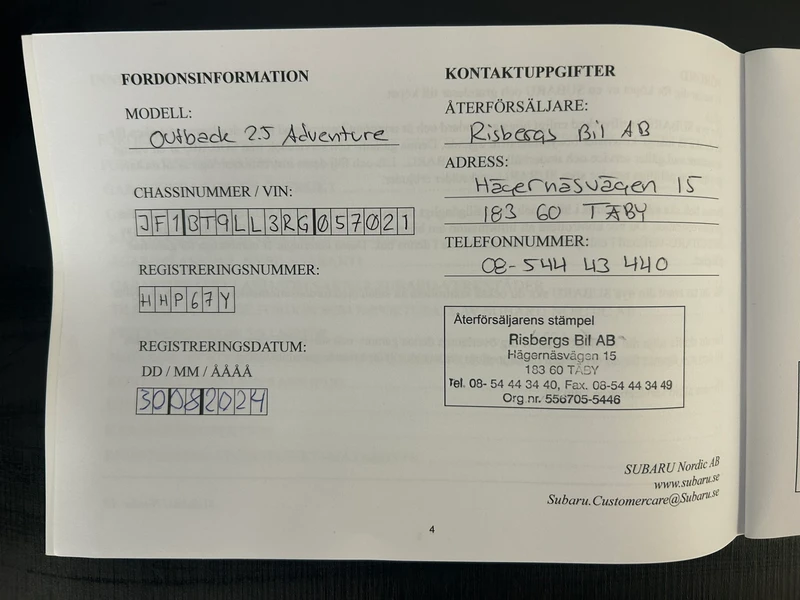 FORDONSINFORMATION
MODELL:
Outback 2.5 Adventure
CHASSINUMMER / VIN:
JF1BT9LL3RG057021
REGISTRERINGSNUMMER:
HHP67Y
REGISTRERINGSDATUM:
DD / MM / ÅÅÅÅ
30082024
KONTAKTUPPGIFTER
ÅTERFÖRSÄLJARE:
Risbergs Bil AB
ADRESS:
Hägernäsvägen 15
183 60 TÄBY
TELEFONNUMMER:
08-544 43 440
Återförsäljarens stämpel
Risbergs Bil AB
Hägernäsvägen 15
183 60 TÄBY
Tel. 08- 54 44 34 40, Fax. 08-54 44 34 49
Org nr. 556705-5446
SUBARU Nordic AB
www.subaru.se
Subaru.Customercare@Subaru.se
4